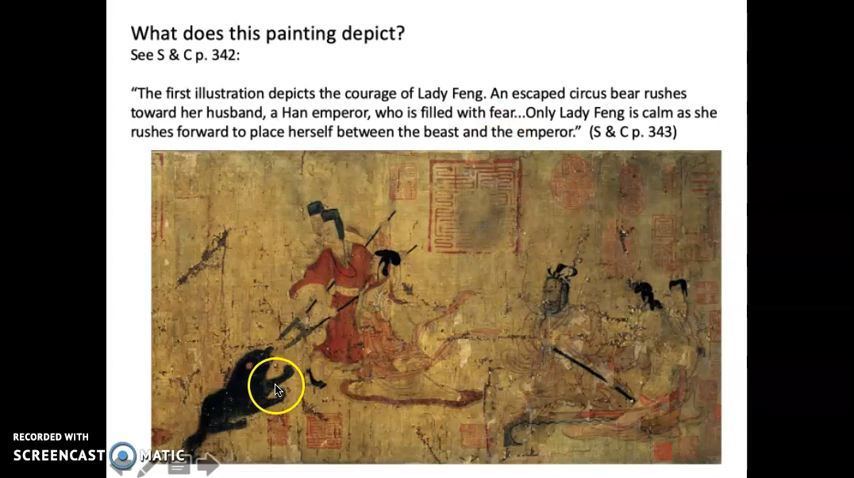 What does this painting depict?
See S & C p. 342:
“The first illustration depicts the courage of Lady Feng. An escaped circus bear rushes
toward her husband, a Han emperor, who is filled with fear...Only Lady Feng is calm as she
rushes forward to place herself between the beast and the emperor.” (S & C p. 343)
RECORDED WITH
SCREENCAST MATIC